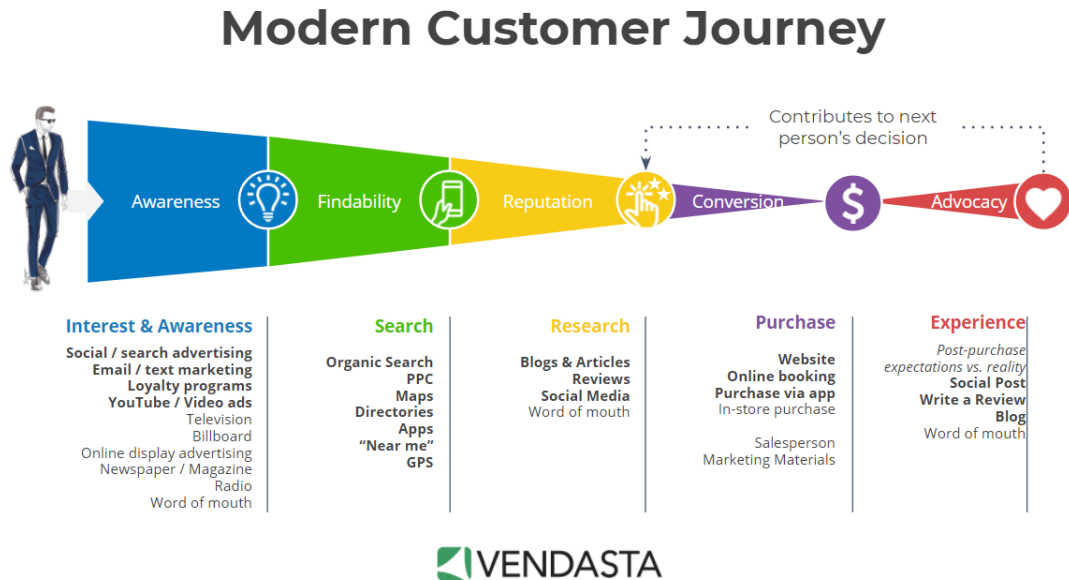 Modern Customer Journey
Contributes to next
person's decision
Awareness
Findability
Reputation
Conversion
$
Advocacy
Interest & Awareness
Social / search advertising
Email / text marketing
Loyalty programs
YouTube / Video ads
Television
Billboard
Online display advertising
Newspaper / Magazine
Radio
Word of mouth
Search
Organic Search
PPC
Maps
Directories
Apps
“Near me”
GPS
Research
Blogs & Articles
Reviews
Social Media
Word of mouth
Purchase
Website
Online booking
Purchase via app
In-store purchase
Salesperson
Marketing Materials
Experience
Post-purchase
expectations vs. reality
Social Post
Write a Review
Blog
Word of mouth
VENDASTA